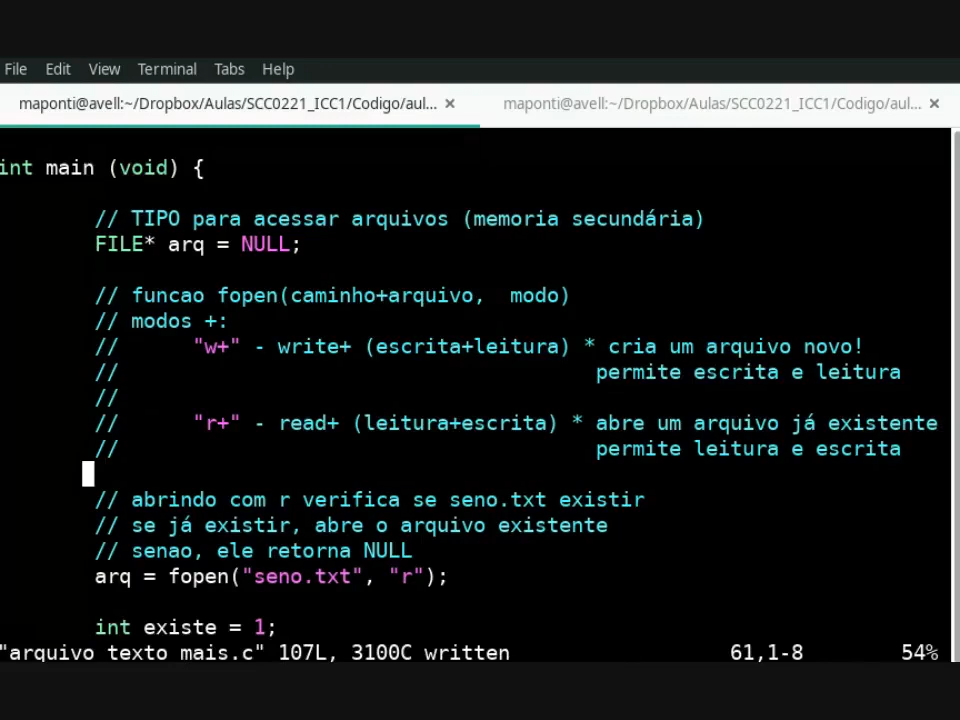 File Edit View Terminal Tabs Help
maponti@avell:~/Dropbox/Aulas/SCC0221_ICC1/Codigo/aul... × maponti@avell:~/Dropbox/Aulas/SCC0221_ICC1/Codigo/aul... ×
int main (void) {
// TIPO para acessar arquivos (memoria secundária)
FILE* arq = NULL;
// funcao fopen(caminho+arquivo,  modo)
// modos +:
//      "w+" - write+ (escrita+leitura) * cria um arquivo novo!
//                                       permite escrita e leitura
//
//      "r+" - read+ (leitura+escrita) * abre um arquivo já existente
//                                       permite leitura e escrita
// abrindo com r verifica se seno.txt existir
// se já existir, abre o arquivo existente
// senao, ele retorna NULL
arq = fopen("seno.txt", "r");
int existe = 1;
"arquivo texto mais.c" 107L, 3100C written 61,1-8 54%